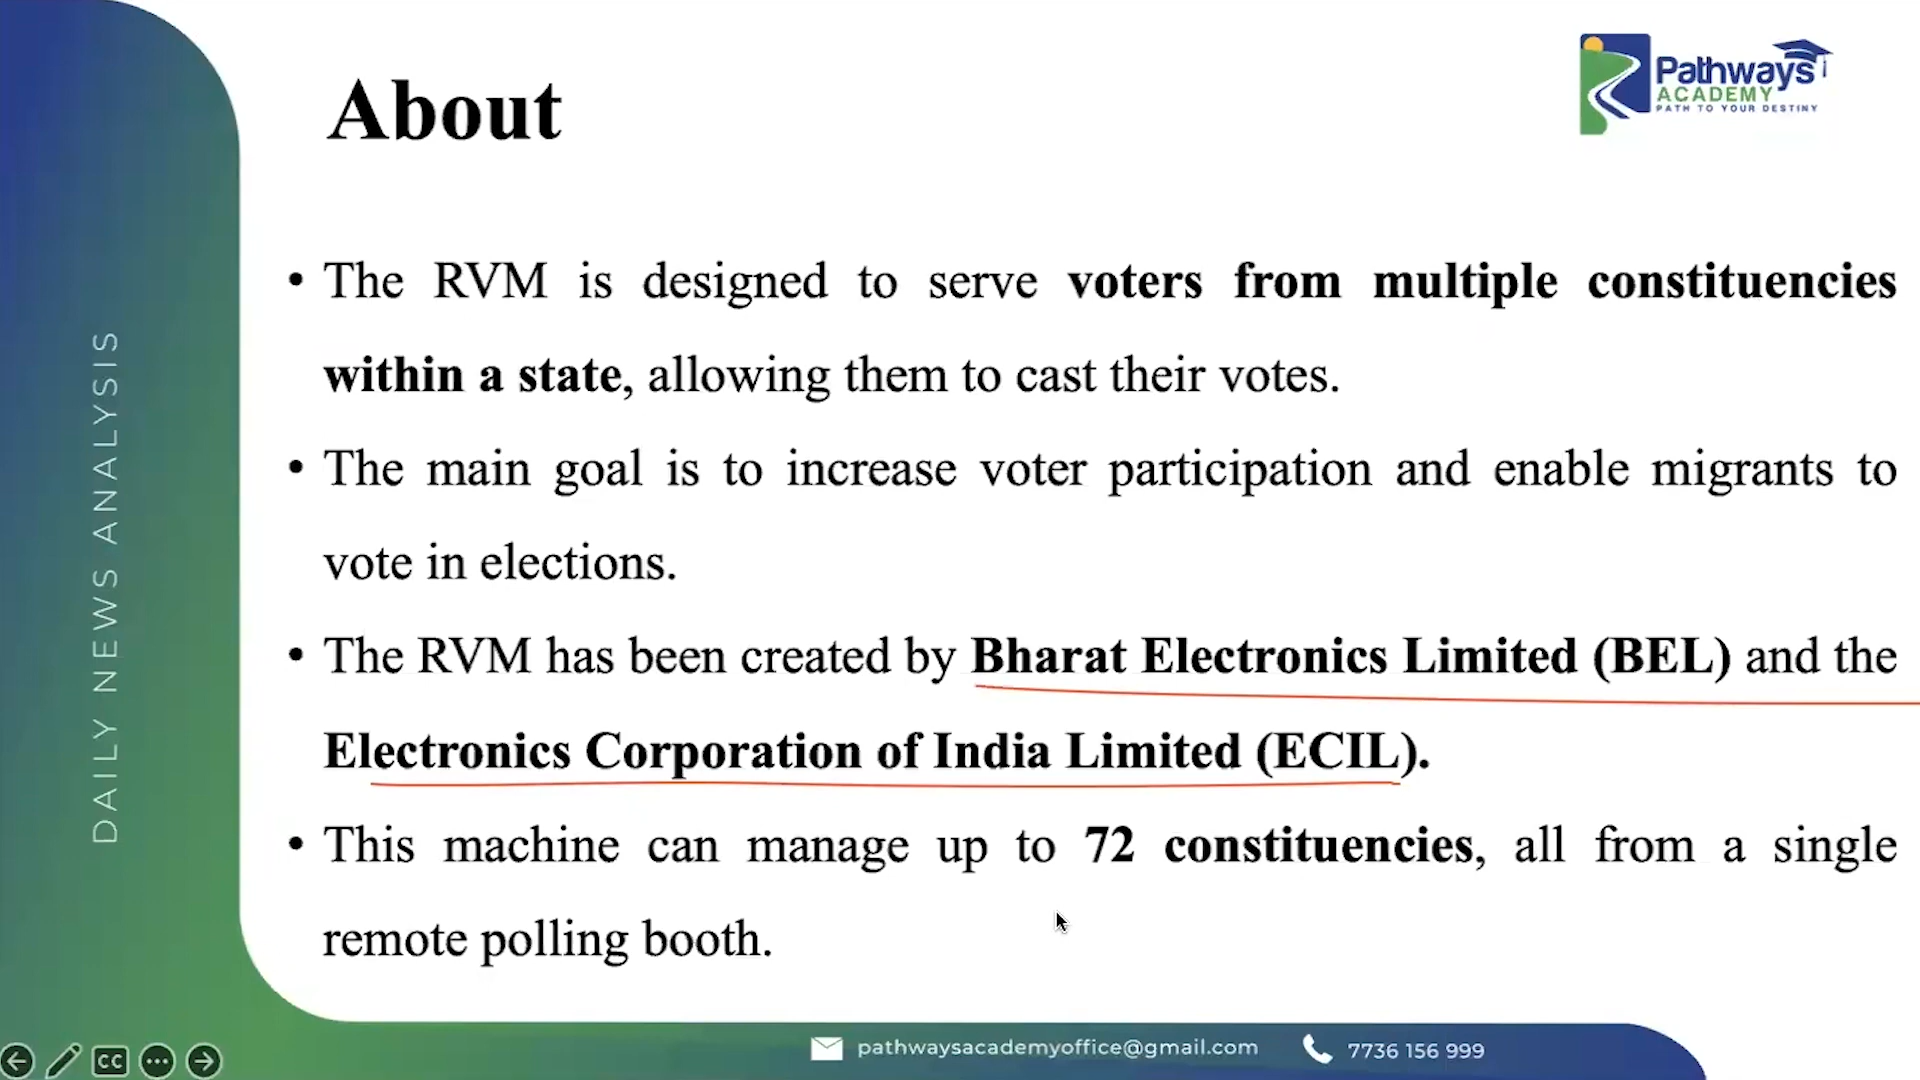 About
Pathways
ACADEMY
PATH TO YOUR DESTINY
• The RVM is designed to serve voters from multiple constituencies
within a state, allowing them to cast their votes.
• The main goal is to increase voter participation and enable migrants to
vote in elections.
• The RVM has been created by Bharat Electronics Limited (BEL) and the
Electronics Corporation of India Limited (ECIL).
• This machine can manage up to 72 constituencies, all from a single
remote polling booth.
DAILY NEWS ANALYSIS
CC
pathwaysacademyoffice@gmail.com
7736 156 999